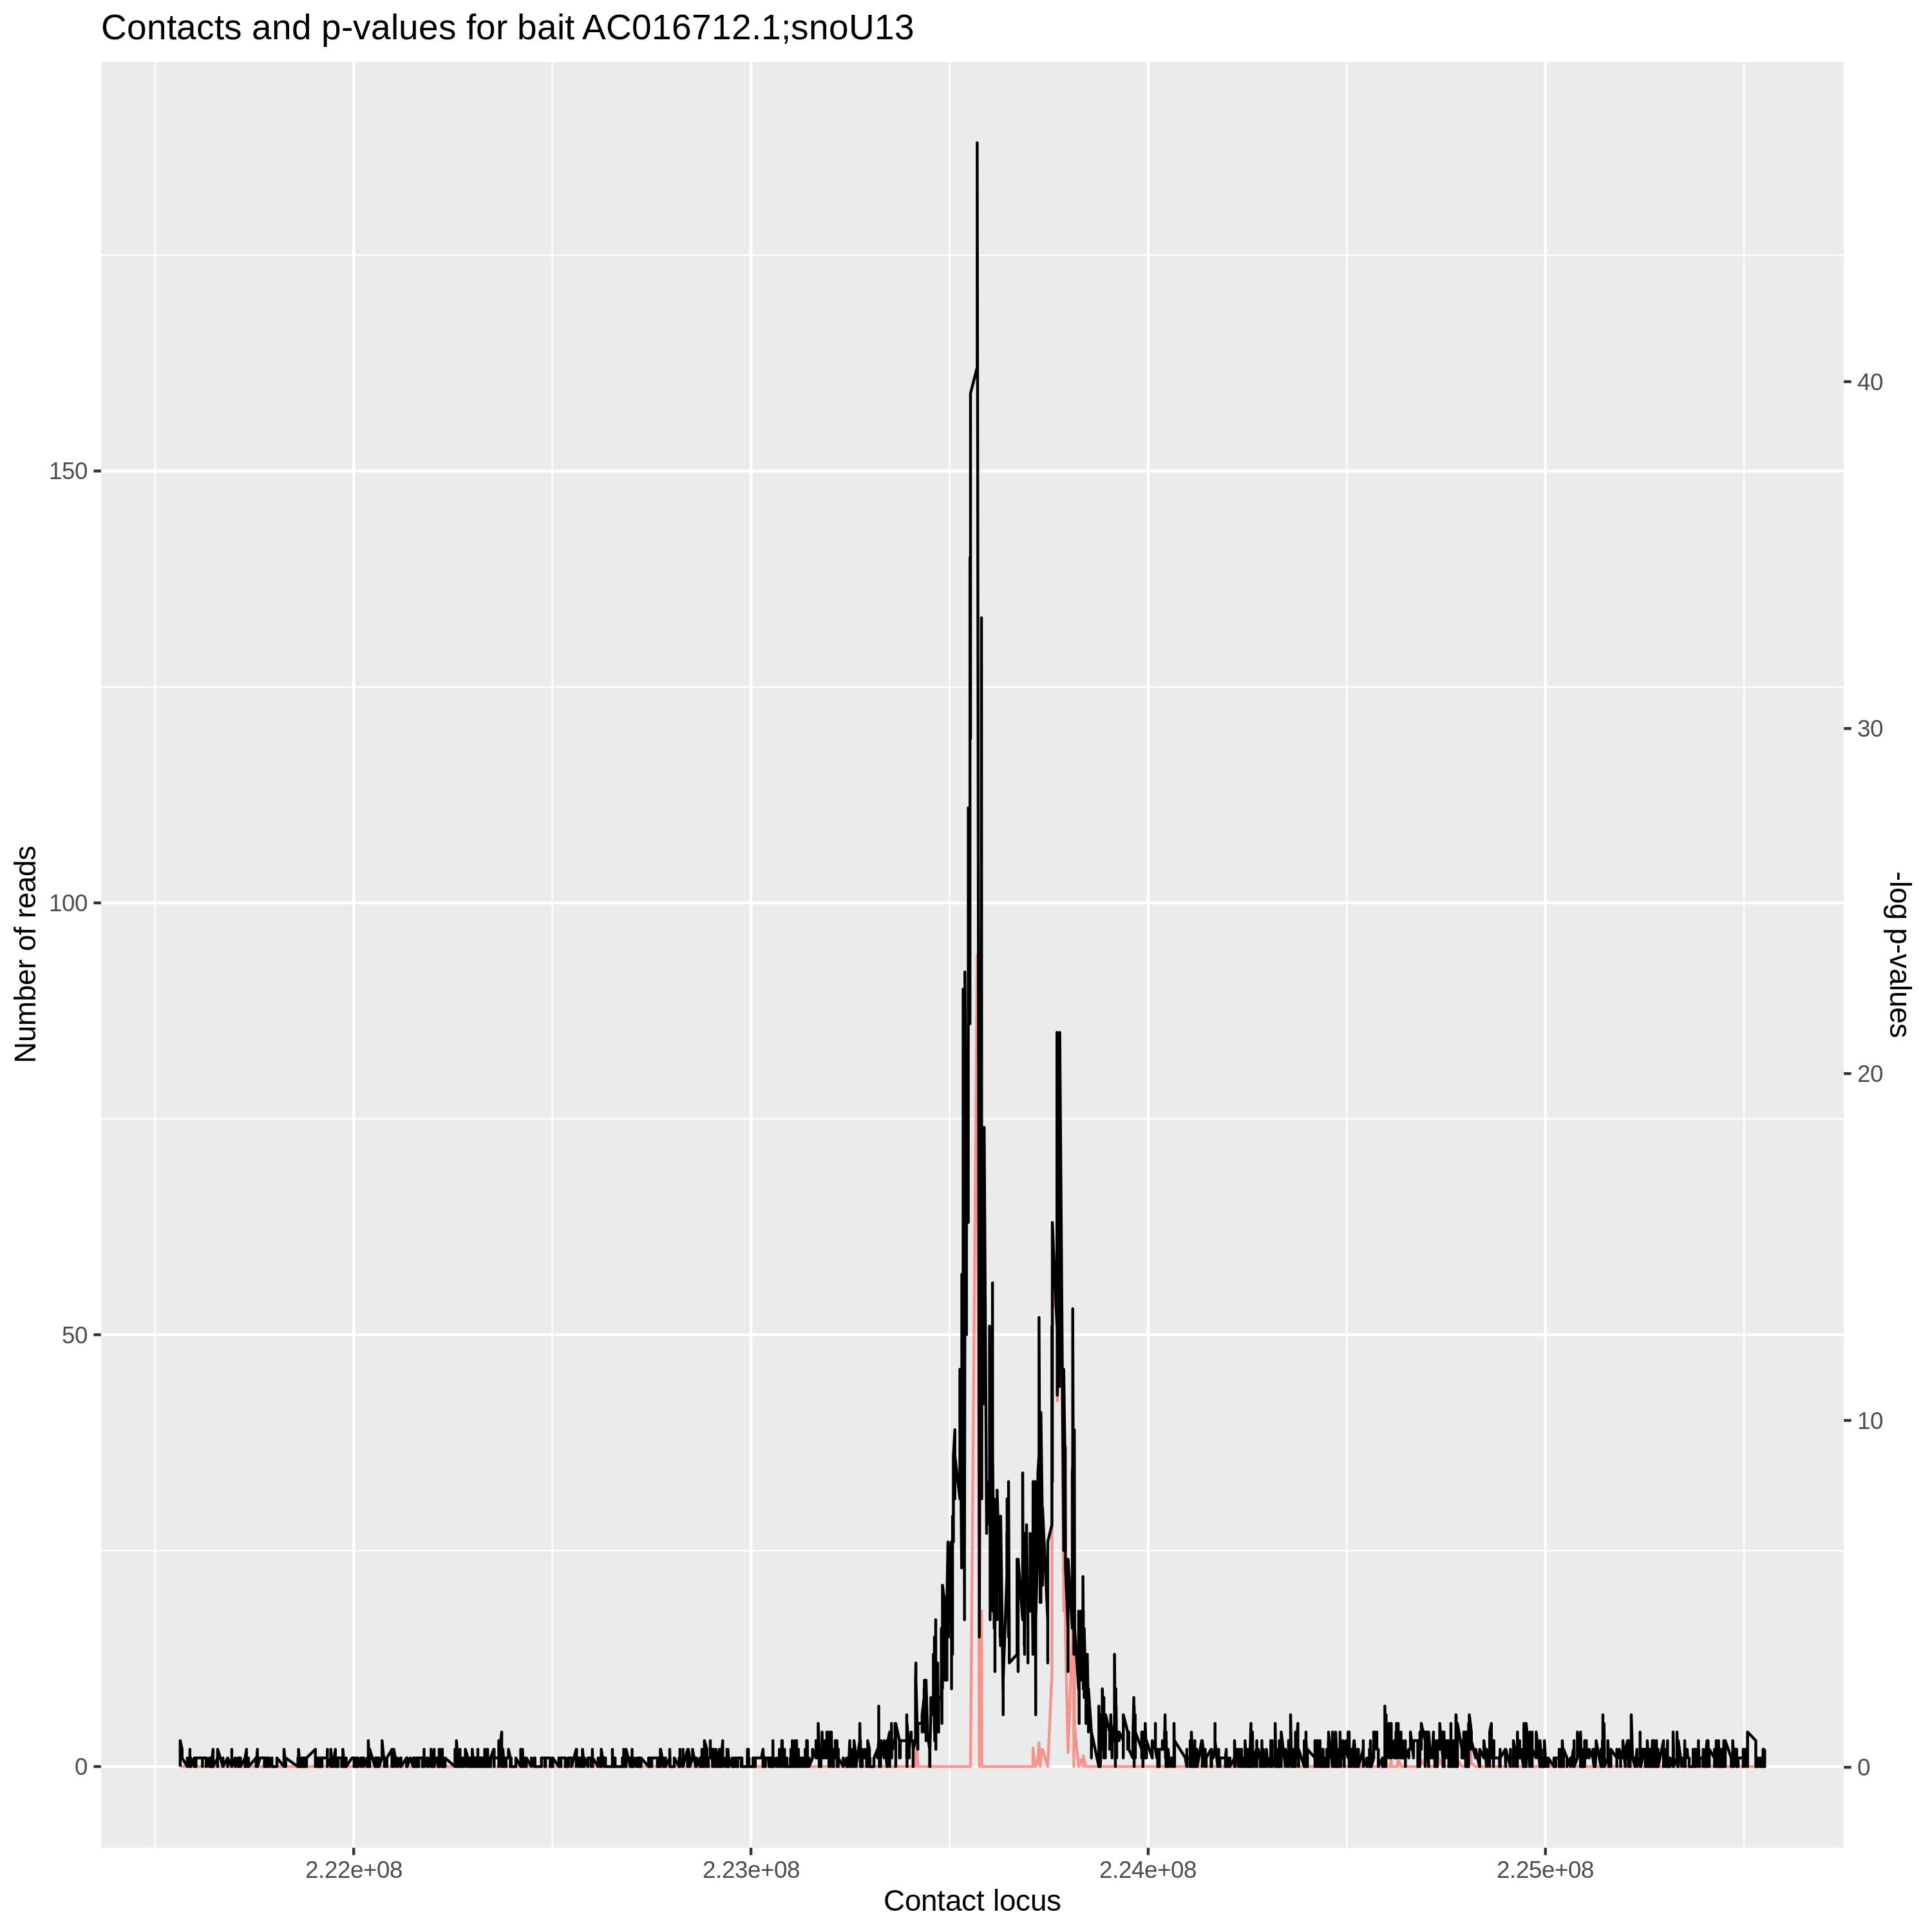 Contacts and p-values for bait AC016712.1;snoU13
150
100
50
0
Number of reads
40
30
20
10
0
-log p-values
2.22e+08
2.23e+08
2.24e+08
2.25e+08
Contact locus